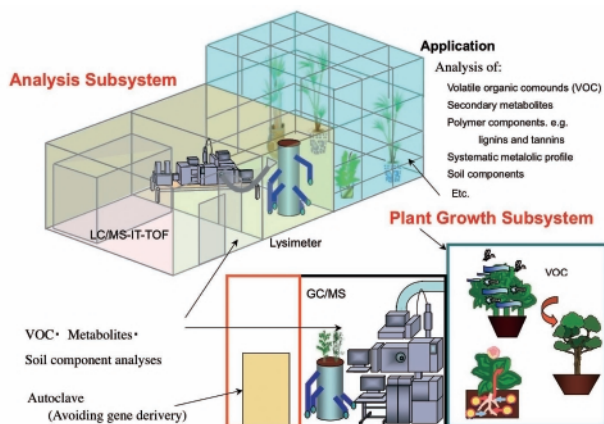 Application
Analysis Subsystem
Analysis of:
Volatile organic comounds (VOC)
Secondary metabolites
Polymer components. e.g.
lignins and tannins
Systematic metalolic profile
Soil components
Etc.
Plant Growth Subsystem
LC/MS-IT-TOF
Lysimeter
GC/MS
VOC
VOC・ Metabolites・
Soil component analyses
Autoclave
(Avoiding gene derivery)